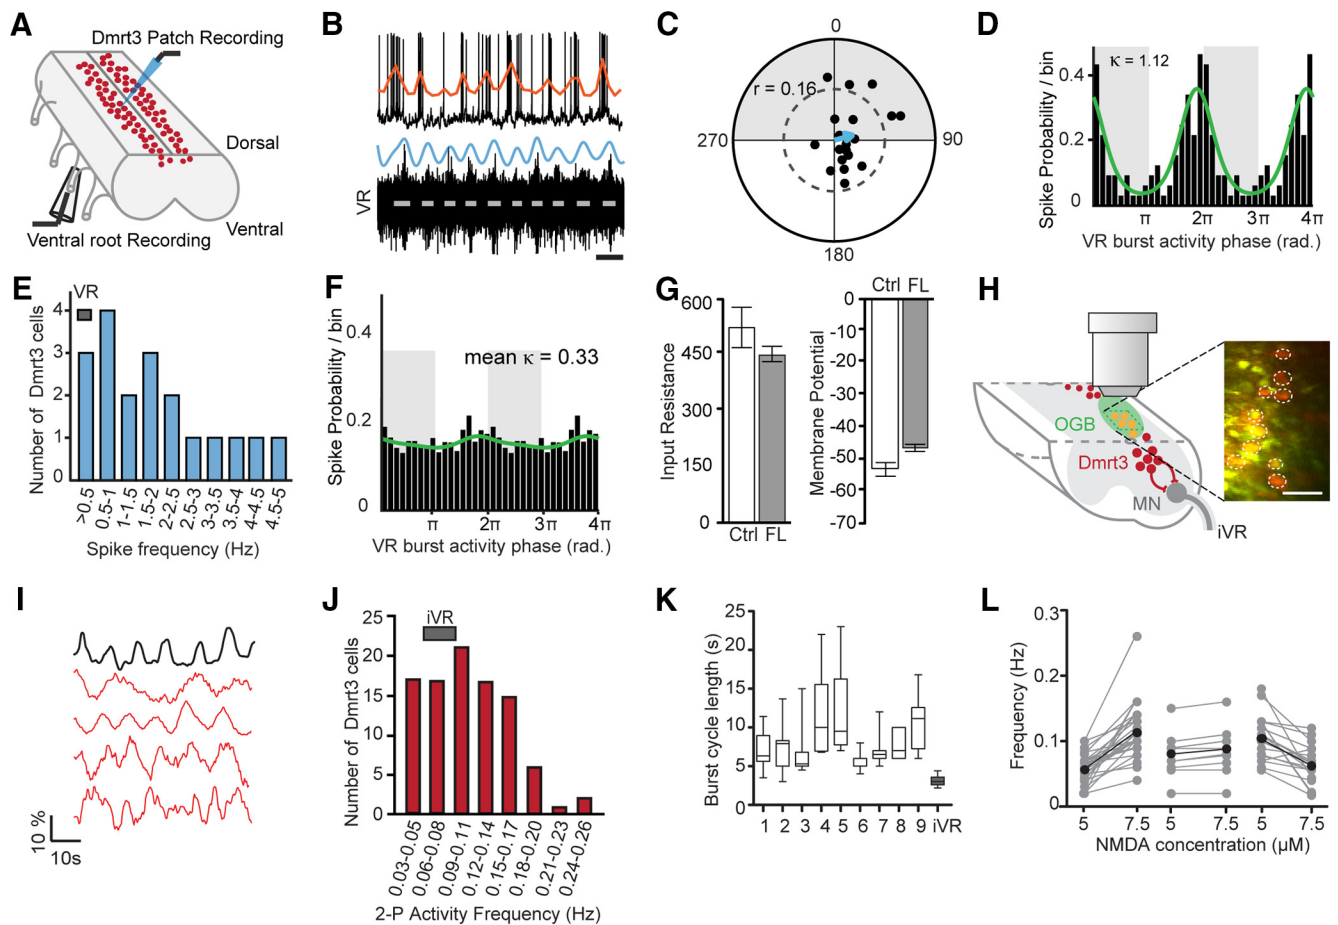 A
Dmrt3 Patch Recording
Dorsal
Ventral
Ventral root Recording
B
VR
C
0
r = 0.16
270
90
180
D
κ = 1.12
Spike Probability / bin
0.4
0.2
0
π
2π
3π
4π
VR burst activity phase (rad.)
E
VR
Number of Dmrt3 cells
4
3
2
1
0
>0.5
0.5-1
1-1.5
1.5-2
2-2.5
2.5-3
3-3.5
3.5-4
4-4.5
4.5-5
Spike frequency (Hz)
F
mean κ = 0.33
Spike Probability / bin
0.4
0.2
0
π
2π
3π
4π
VR burst activity phase (rad.)
G
Input Resistance
600
450
300
150
0
Ctrl FL
Ctrl FL
Membrane Potential
0
-10
-20
-30
-40
-50
-60
-70
H
OGB
Dmrt3
MN
iVR
I
10 %
10s
J
iVR
Number of Dmrt3 cells
25
20
15
10
5
0
0.03-0.05
0.06-0.08
0.09-0.11
0.12-0.14
0.15-0.17
0.18-0.20
0.21-0.23
0.24-0.26
2-P Activity Frequency (Hz)
K
Burst cycle length (s)
25
20
15
10
5
0
1 2 3 4 5 6 7 8 9 iVR
L
Frequency (Hz)
0.3
0.2
0.1
0
5 7.5 5 7.5 5 7.5
NMDA concentration (μM)